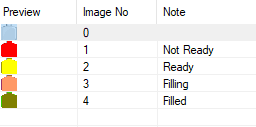 Preview Image No Note
0
1 Not Ready
2 Ready
3 Filling
4 Filled